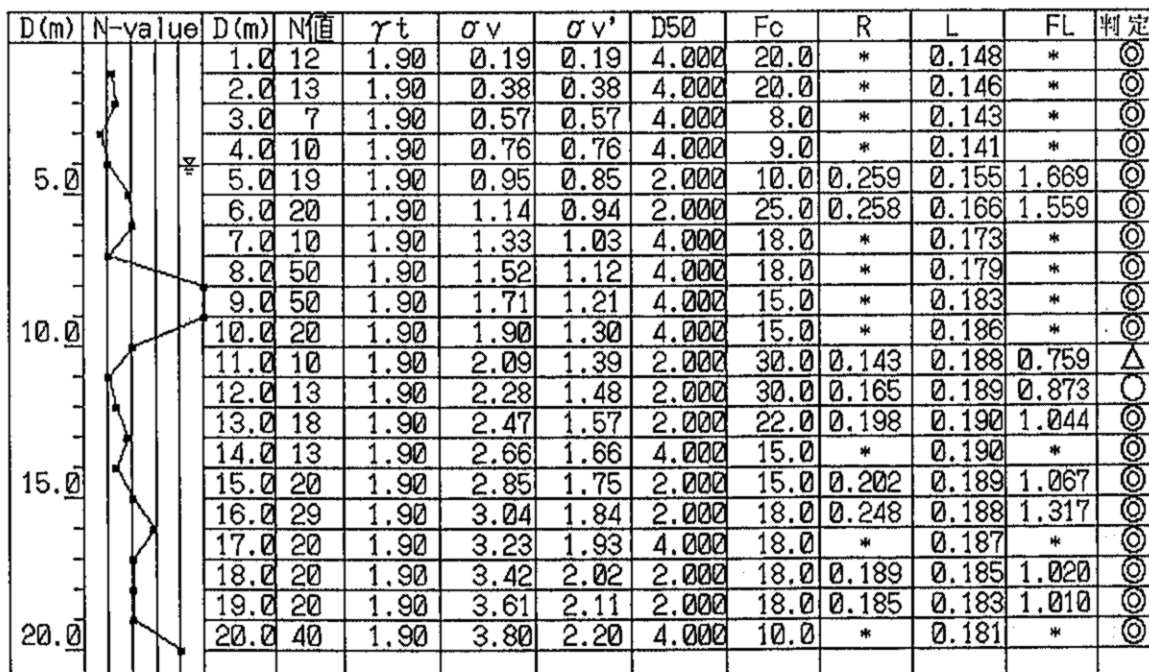 D(m) N-value D(m) N値 γt σv σv' D50 Fc R L FL 判定
1.0 12 1.90 0.19 0.19 4.000 20.0 * 0.148 * ◎
2.0 13 1.90 0.38 0.38 4.000 20.0 * 0.146 * ◎
3.0 7 1.90 0.57 0.57 4.000 8.0 * 0.143 * ◎
4.0 10 1.90 0.76 0.76 4.000 9.0 * 0.141 * ◎
5.0 5.0 19 1.90 0.95 0.85 2.000 10.0 0.259 0.155 1.669 ◎
6.0 20 1.90 1.14 0.94 2.000 25.0 0.258 0.166 1.559 ◎
7.0 10 1.90 1.33 1.03 4.000 18.0 * 0.173 * ◎
8.0 50 1.90 1.52 1.12 4.000 18.0 * 0.179 * ◎
9.0 50 1.90 1.71 1.21 4.000 15.0 * 0.183 * ◎
10.0 10.0 20 1.90 1.90 1.30 4.000 15.0 * 0.186 * ◎
11.0 10 1.90 2.09 1.39 2.000 30.0 0.143 0.188 0.759 △
12.0 13 1.90 2.28 1.48 2.000 30.0 0.165 0.189 0.873 ○
13.0 18 1.90 2.47 1.57 2.000 22.0 0.198 0.190 1.044 ◎
14.0 13 1.90 2.66 1.66 4.000 15.0 * 0.190 * ◎
15.0 15.0 20 1.90 2.85 1.75 2.000 15.0 0.202 0.189 1.067 ◎
16.0 29 1.90 3.04 1.84 2.000 18.0 0.248 0.188 1.317 ◎
17.0 20 1.90 3.23 1.93 4.000 18.0 * 0.187 * ◎
18.0 20 1.90 3.42 2.02 2.000 18.0 0.189 0.185 1.020 ◎
19.0 20 1.90 3.61 2.11 2.000 18.0 0.185 0.183 1.010 ◎
20.0 20.0 40 1.90 3.80 2.20 4.000 10.0 * 0.181 * ◎